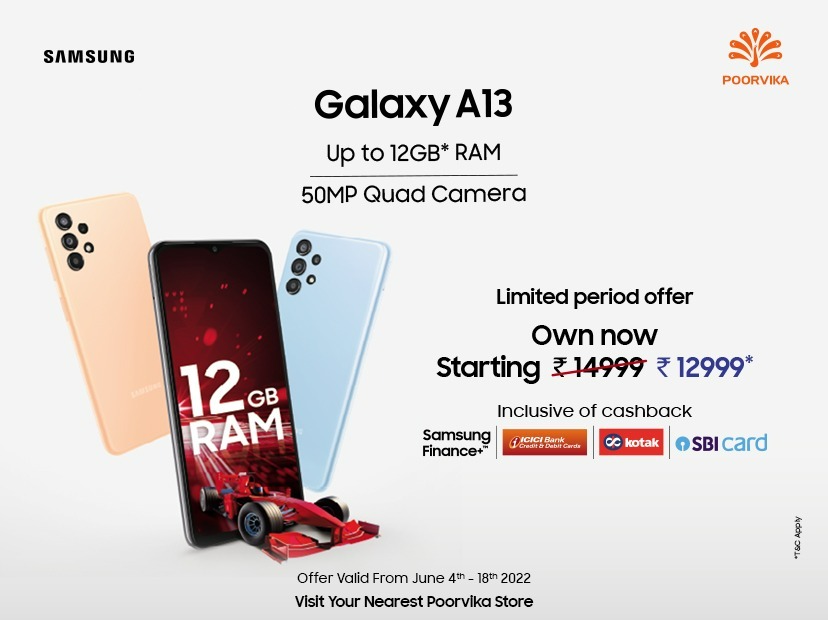 SAMSUNG
POORVIKA
Galaxy A13
Up to 12GB* RAM
50MP Quad Camera
SAMSUNG
12 GB
RAM
Limited period offer
Own now
Starting ₹ 14999 ₹ 12999*
Inclusive of cashback
Samsung Finance+™
ICICI Bank
Credit & Debit Cards
kotak
SBI card
*T&C Apply
Offer Valid From June 4th - 18th 2022
Visit Your Nearest Poorvika Store